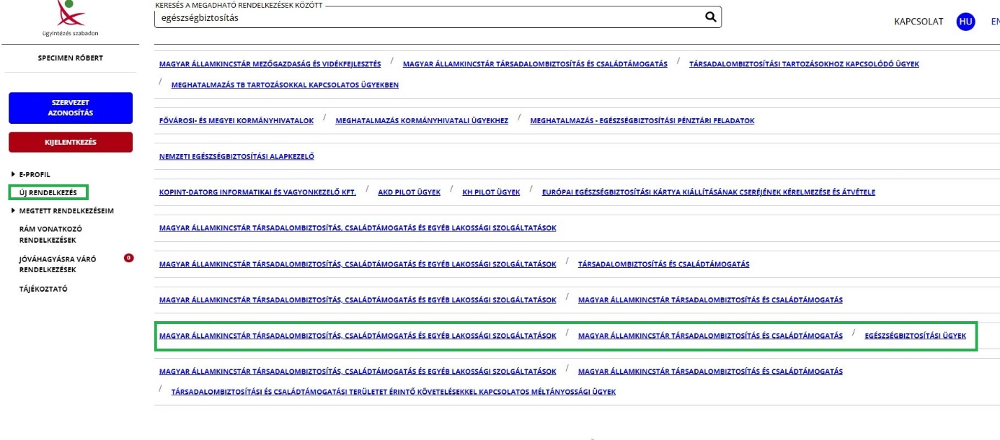 ügyintézés szabadon
SPECIMEN RÓBERT
SZERVEZET
AZONOSÍTÁS
KIJELENTKEZÉS
E-PROFIL
ÚJ RENDELKEZÉS
MEGTETT RENDELKEZÉSEIM
RÁM VONATKOZÓ
RENDELKEZÉSEK
JÓVÁHAGYÁSRA VÁRÓ 0
RENDELKEZÉSEK
TÁJÉKOZTATÓ
KERESÉS A MEGADHATÓ RENDELKEZÉSEK KÖZÖTT
egészségbiztosítás
KAPCSOLAT HU EN
MAGYAR ÁLLAMKINCSTÁR MEZŐGAZDASÁG ÉS VIDÉKFEJLESZTÉS / MAGYAR ÁLLAMKINCSTÁR TÁRSADALOMBIZTOSÍTÁS ÉS CSALÁDTÁMOGATÁS / TÁRSADALOMBIZTOSÍTÁSI TARTOZÁSOKHOZ KAPCSOLÓDÓ ÜGYEK
/ MEGHATALMAZÁS TB TARTOZÁSOKKAL KAPCSOLATOS ÜGYEKBEN
FŐVÁROSI- ÉS MEGYEI KORMÁNYHIVATALOK / MEGHATALMAZÁS KORMÁNYHIVATALI ÜGYEKHEZ / MEGHATALMAZÁS - EGÉSZSÉGBIZTOSÍTÁSI PÉNZTÁRI FELADATOK
NEMZETI EGÉSZSÉGBIZTOSÍTÁSI ALAPKEZELŐ
KOPINT-DATORG INFORMATIKAI ÉS VAGYONKEZELŐ KFT. / AKD PILOT ÜGYEK / KH PILOT ÜGYEK / EURÓPAI EGÉSZSÉGBIZTOSÍTÁSI KÁRTYA KIÁLLÍTÁSÁNAK CSERÉJÉNEK KÉRELMEZÉSE ÉS ÁTVÉTELE
MAGYAR ÁLLAMKINCSTÁR TÁRSADALOMBIZTOSÍTÁS, CSALÁDTÁMOGATÁS ÉS EGYÉB LAKOSSÁGI SZOLGÁLTATÁSOK
MAGYAR ÁLLAMKINCSTÁR TÁRSADALOMBIZTOSÍTÁS, CSALÁDTÁMOGATÁS ÉS EGYÉB LAKOSSÁGI SZOLGÁLTATÁSOK / TÁRSADALOMBIZTOSÍTÁS ÉS CSALÁDTÁMOGATÁS
MAGYAR ÁLLAMKINCSTÁR TÁRSADALOMBIZTOSÍTÁS, CSALÁDTÁMOGATÁS ÉS EGYÉB LAKOSSÁGI SZOLGÁLTATÁSOK / MAGYAR ÁLLAMKINCSTÁR TÁRSADALOMBIZTOSÍTÁS ÉS CSALÁDTÁMOGATÁS
MAGYAR ÁLLAMKINCSTÁR TÁRSADALOMBIZTOSÍTÁS, CSALÁDTÁMOGATÁS ÉS EGYÉB LAKOSSÁGI SZOLGÁLTATÁSOK / MAGYAR ÁLLAMKINCSTÁR TÁRSADALOMBIZTOSÍTÁS ÉS CSALÁDTÁMOGATÁS / EGÉSZSÉGBIZTOSÍTÁSI ÜGYEK
MAGYAR ÁLLAMKINCSTÁR TÁRSADALOMBIZTOSÍTÁS, CSALÁDTÁMOGATÁS ÉS EGYÉB LAKOSSÁGI SZOLGÁLTATÁSOK / MAGYAR ÁLLAMKINCSTÁR TÁRSADALOMBIZTOSÍTÁS ÉS CSALÁDTÁMOGATÁS
/ TÁRSADALOMBIZTOSÍTÁSI ÉS CSALÁDTÁMOGATÁSI TERÜLETET ÉRINTŐ KÖVETELÉSEKKEL KAPCSOLATOS MÉLTÁNYOSSÁGI ÜGYEK